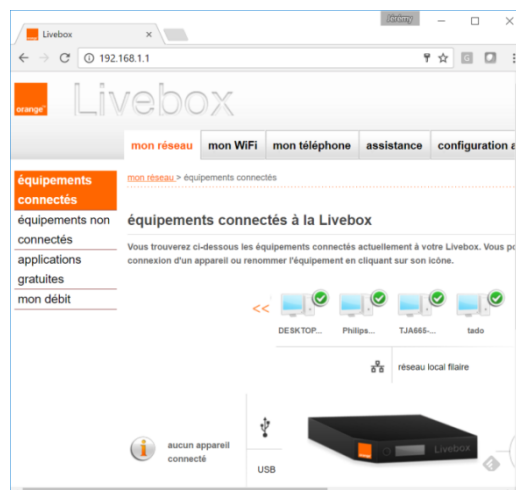 Jérémy
Livebox
192.168.1.1
orange
Livebox
mon réseau mon WiFi mon téléphone assistance configuration a
équipements
connectés
équipements non
connectés
applications
gratuites
mon débit
mon réseau > équipements connectés
équipements connectés à la Livebox
Vous trouverez ci-dessous les équipements connectés actuellement à votre Livebox. Vous po
connexion d'un appareil ou renommer l'équipement en cliquant sur son icône.
<<
DESKTOP... Philips... TJA665-... tado
réseau local filaire
aucun appareil
connecté
USB
Livebox